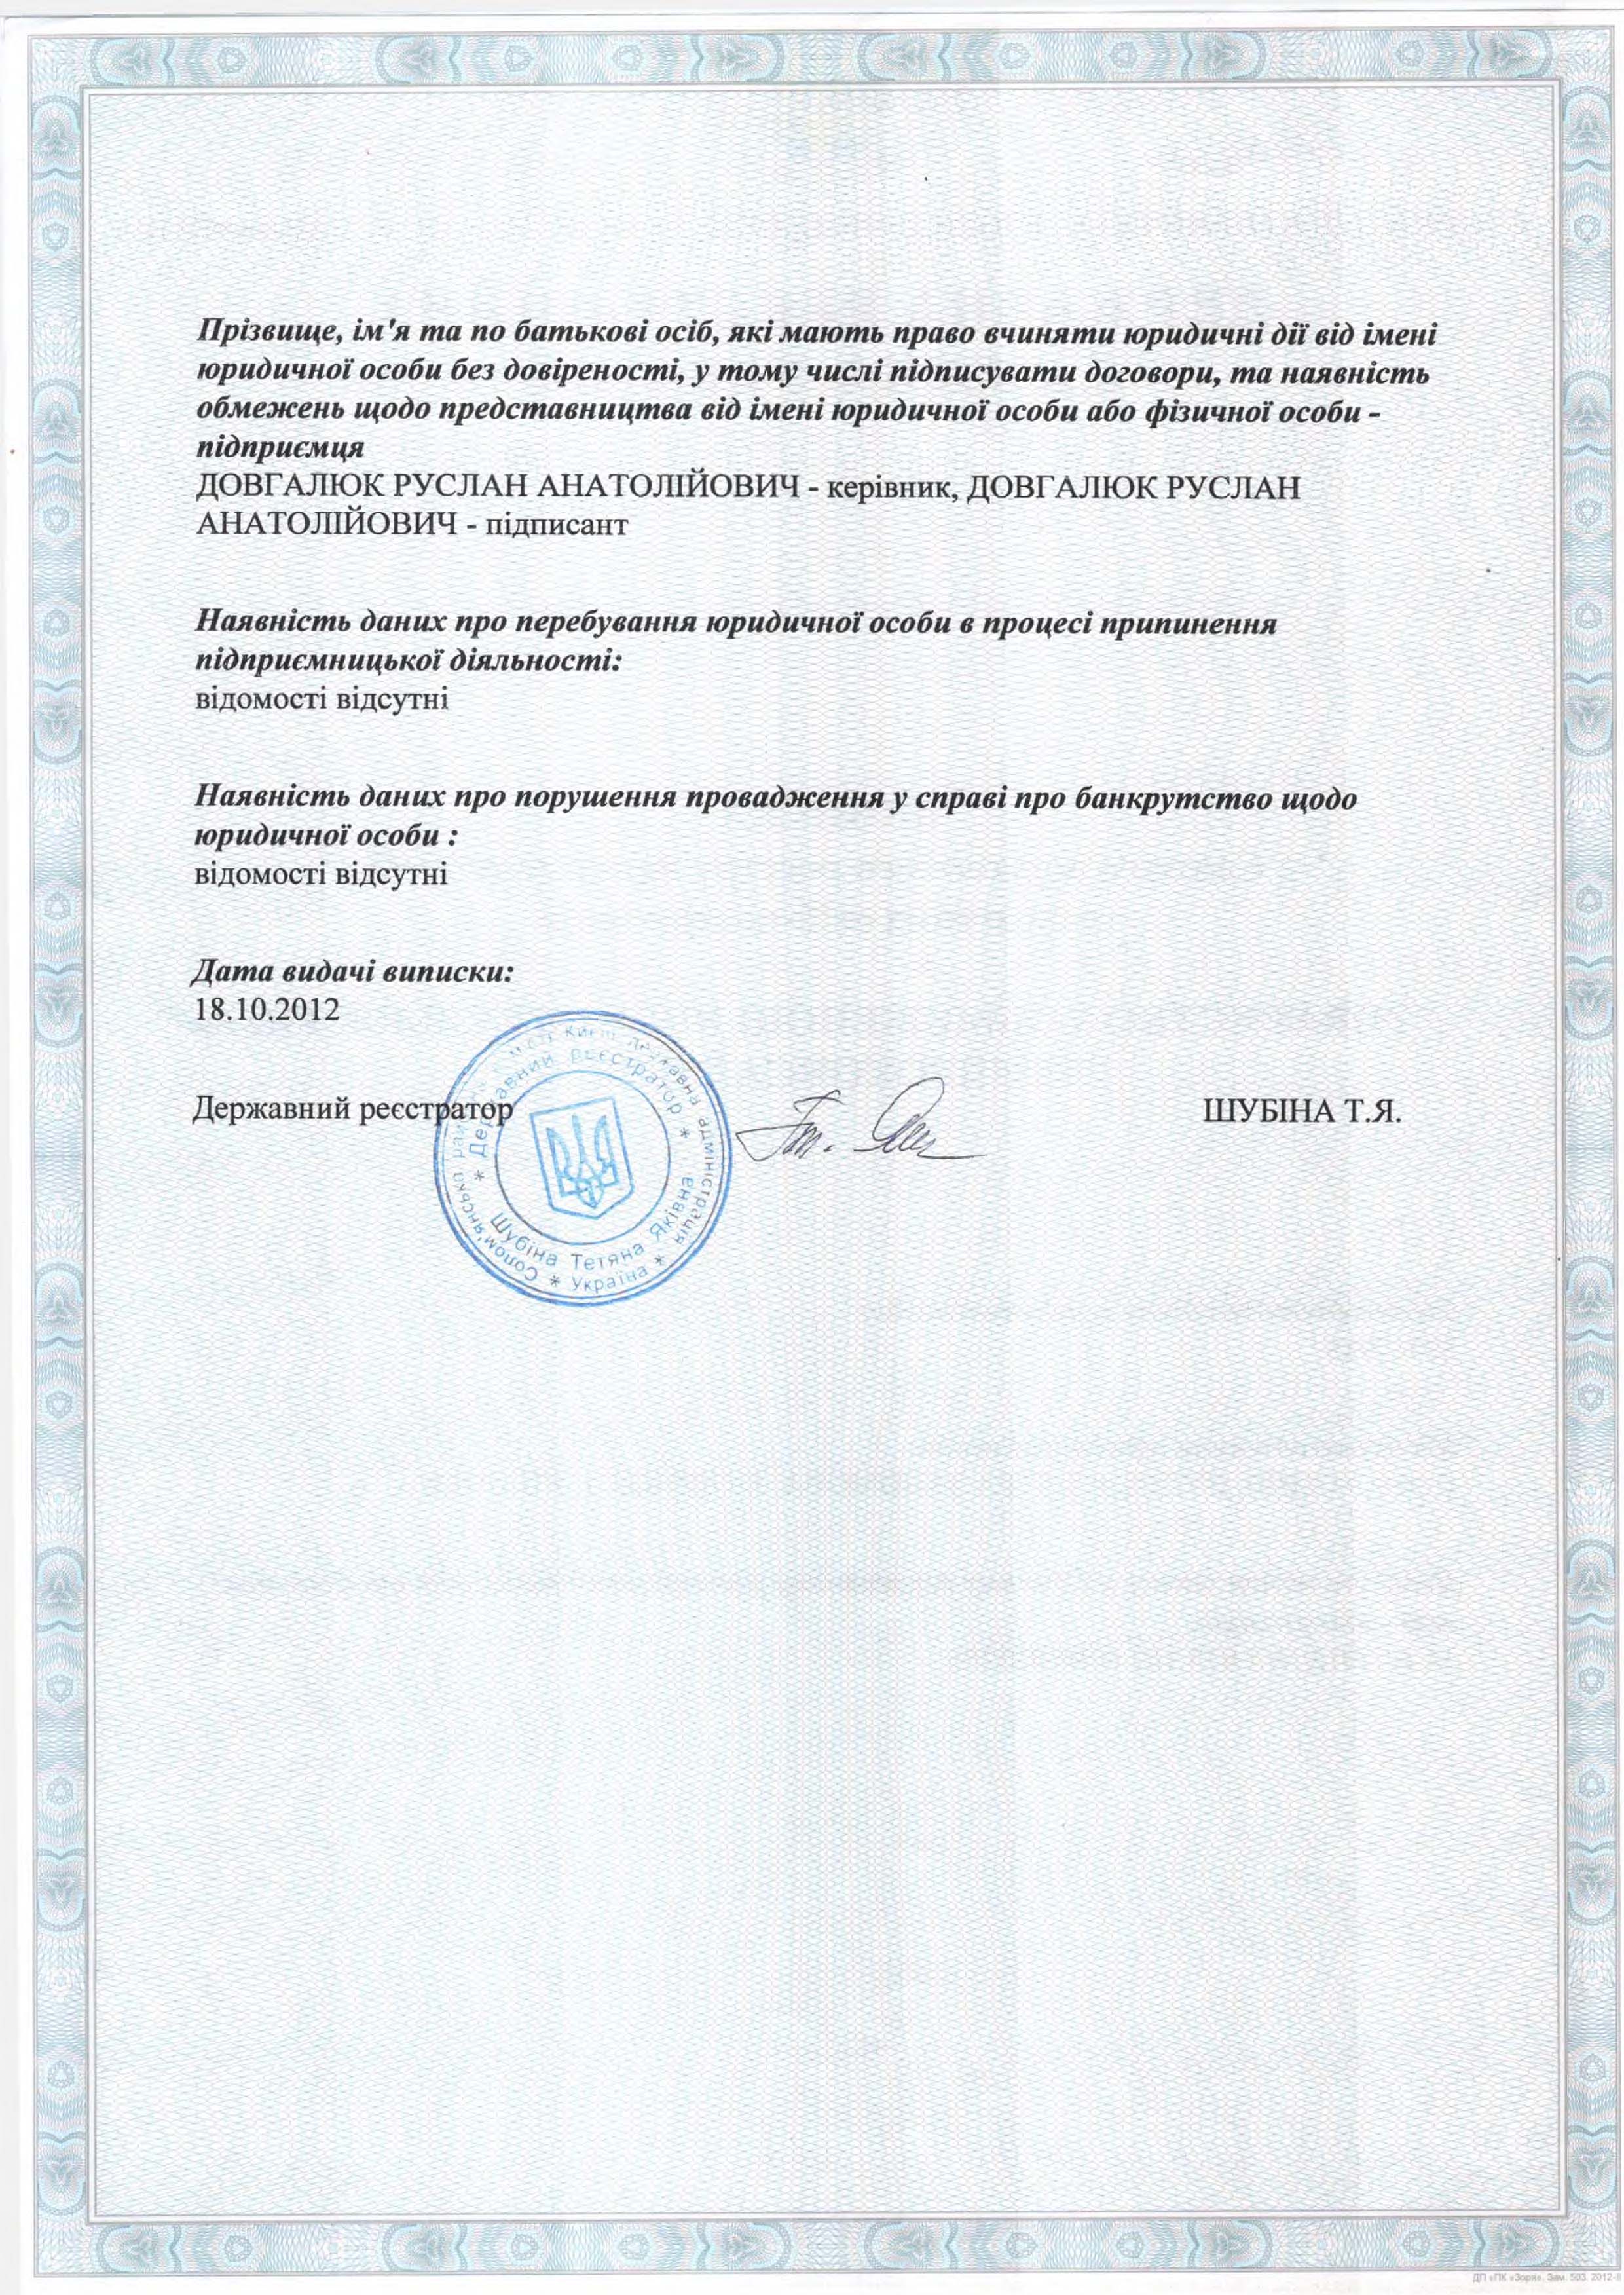 Прізвище, ім'я та по батькові осіб, які мають право вчиняти юридичні дії від імені
юридичної особи без довіреності, у тому числі підписувати договори, та наявність
обмежень щодо представництва від імені юридичної особи або фізичної особи -
підприємця
ДОВГАЛЮК РУСЛАН АНАТОЛІЙОВИЧ - керівник, ДОВГАЛЮК РУСЛАН
АНАТОЛІЙОВИЧ - підписант
Наявність даних про перебування юридичної особи в процесі припинення
підприємницької діяльності:
відомості відсутні
Наявність даних про порушення провадження у справі про банкрутство щодо
юридичної особи :
відомості відсутні
Дата видачі виписки:
18.10.2012
Державний реєстратор
ШУБІНА Т.Я.
* Державний реєстратор *
Шубіна Тетяна Яківна
Солом'янська районна місті Києві державна адміністрація
* Україна *
ДП «ПК «Зоря». Зам. 503. 2012